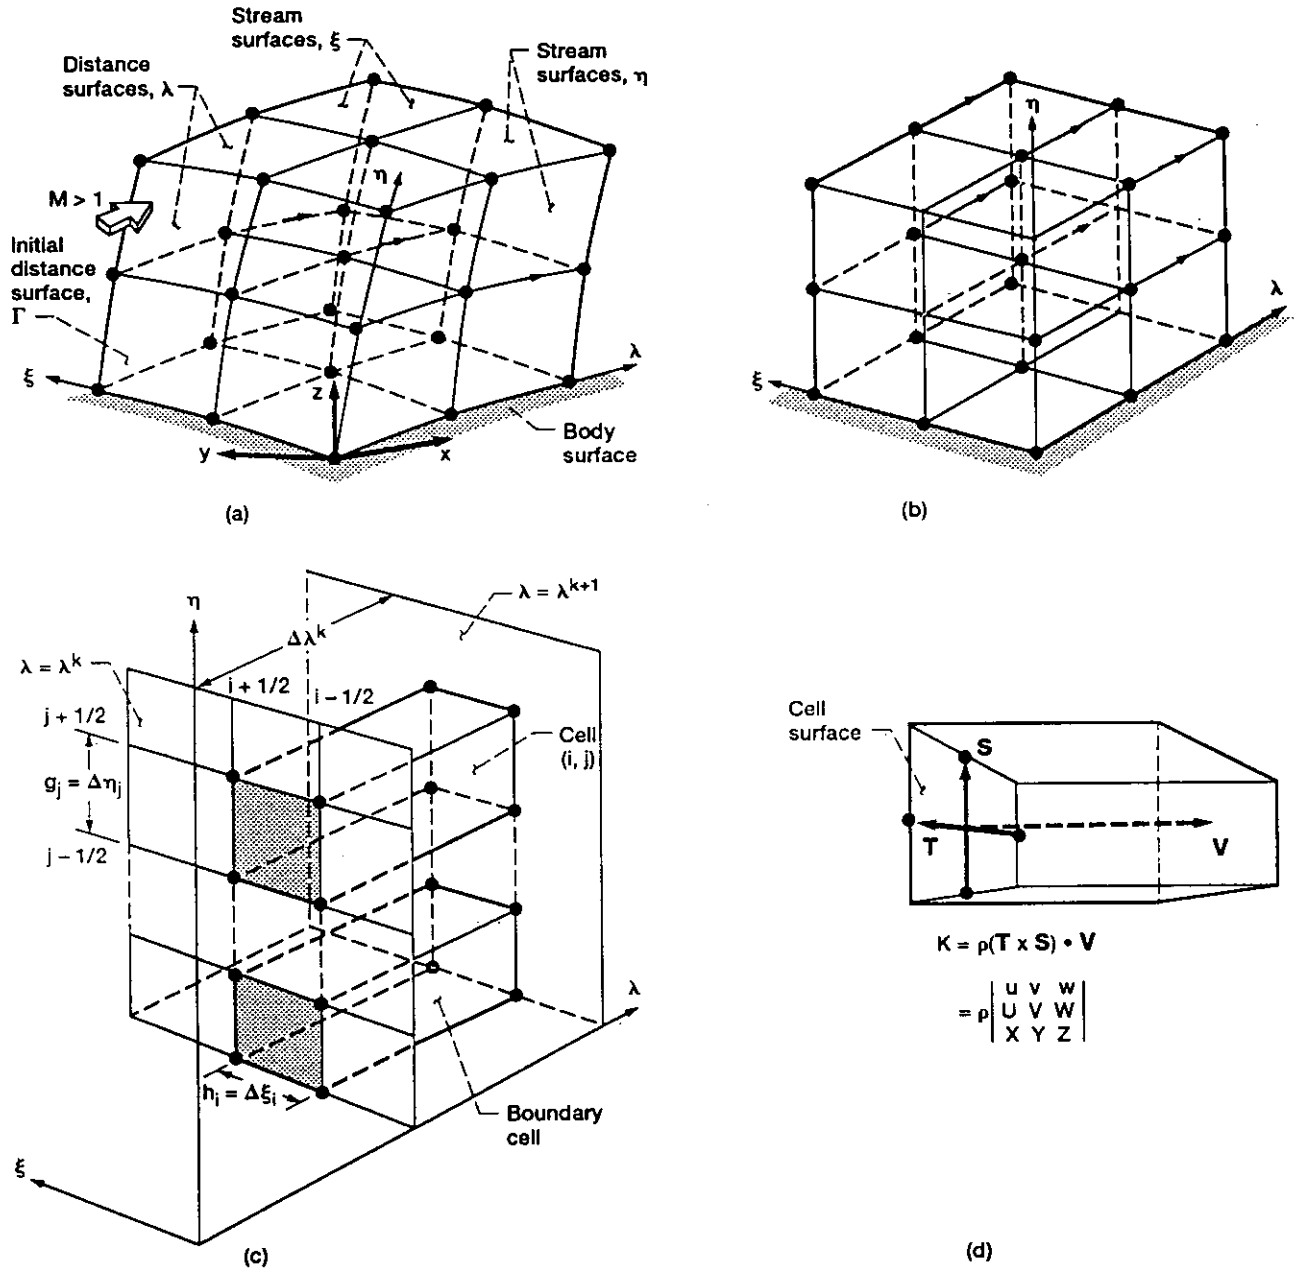 Stream
surfaces, ξ
Distance
surfaces, λ
Stream
surfaces, η
M > 1
η
Initial
distance
surface,
Γ
ξ
λ
z
y
x
Body
surface
(a)
η
λ
ξ
(b)
η
λ = λ^{k+1}
Δλ^k
λ = λ^k
i + 1/2
i – 1/2
j + 1/2
Cell
(i, j)
g_j = Δη_j
j – 1/2
λ
h_i = Δξ_i
Boundary
cell
ξ
(c)
Cell
surface
S
T
V
K = ρ(T x S) • V
u v w
= ρ| U V W |
X Y Z
(d)